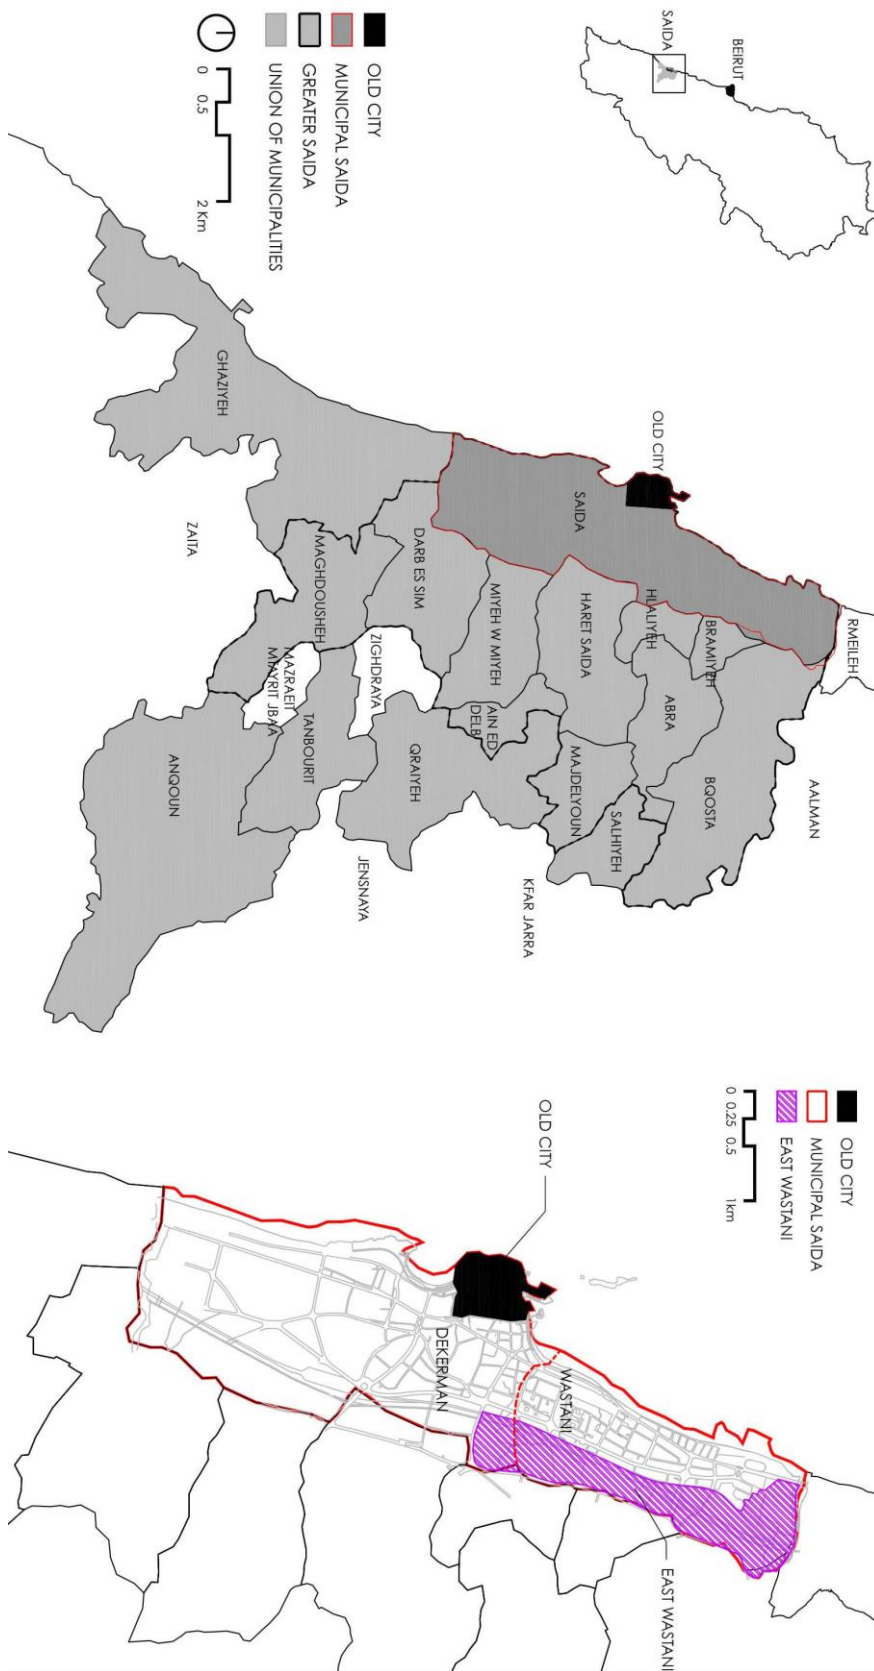 SAIDA
BEIRUT
OLD CITY
MUNICIPAL SAIDA
GREATER SAIDA
UNION OF MUNICIPALITIES
0 0.5 2 Km
OLD CITY
SAIDA
RMEILEH
HLALIYEH
BRAMIYEH
HARET SAIDA
ABRA
BQOSTA
AALMAN
MIYEH W MIYEH
DARB ES SIM
GHAZIYEH
ZAITA
MAGHDOUSHEH
ZIGHDRAYA
MAZRAEIT
MIAYRIT JBAA
TANBOURIT
ANQOUN
AIN ED
DELB
QRAIYEH
MAJDELYOUN
SALHIYEH
JENSNAYA
KFAR JARRA
OLD CITY
MUNICIPAL SAIDA
EAST WASTANI
0 0.25 0.5 1km
OLD CITY
DEKERMAN
WASTANI
EAST WASTANI